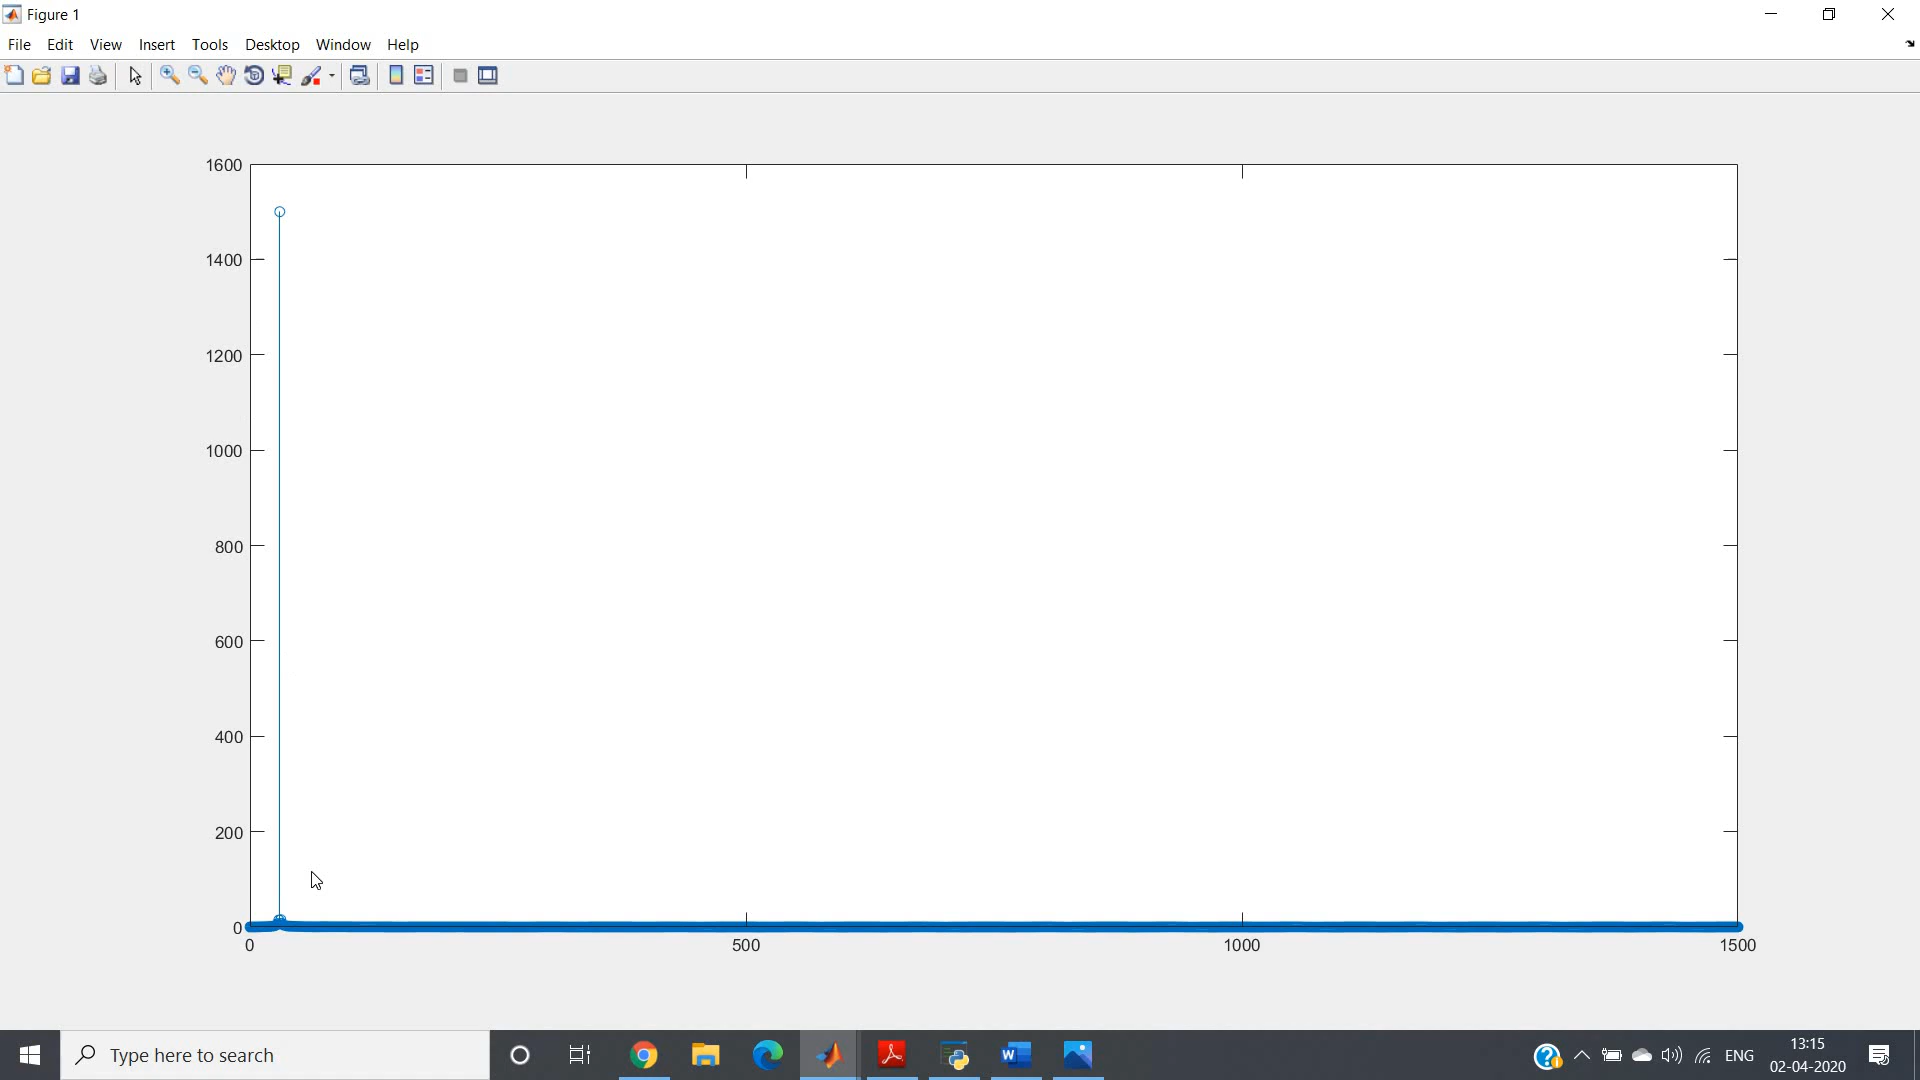 Figure 1
File Edit View Insert Tools Desktop Window Help
1600
1400
1200
1000
800
600
400
200
0
0 500 1000 1500
Type here to search
ENG
13:15
02-04-2020